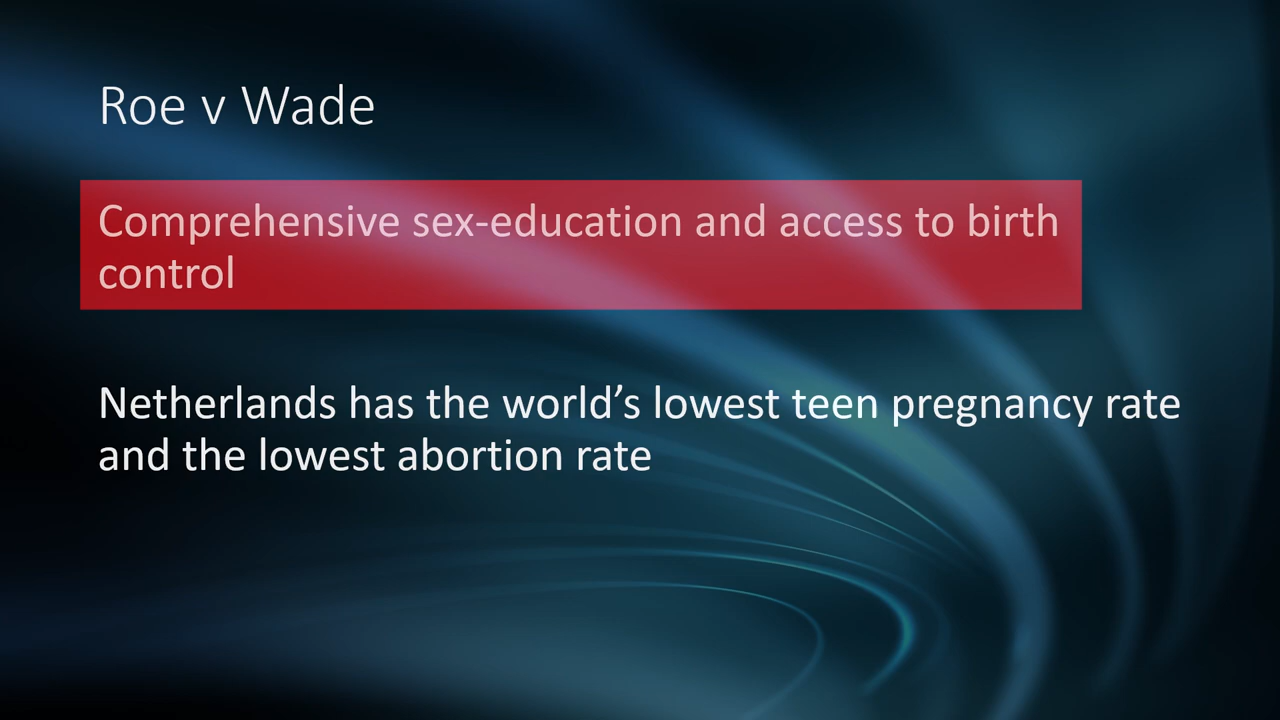 Roe v Wade
Comprehensive sex-education and access to birth
control
Netherlands has the world’s lowest teen pregnancy rate
and the lowest abortion rate